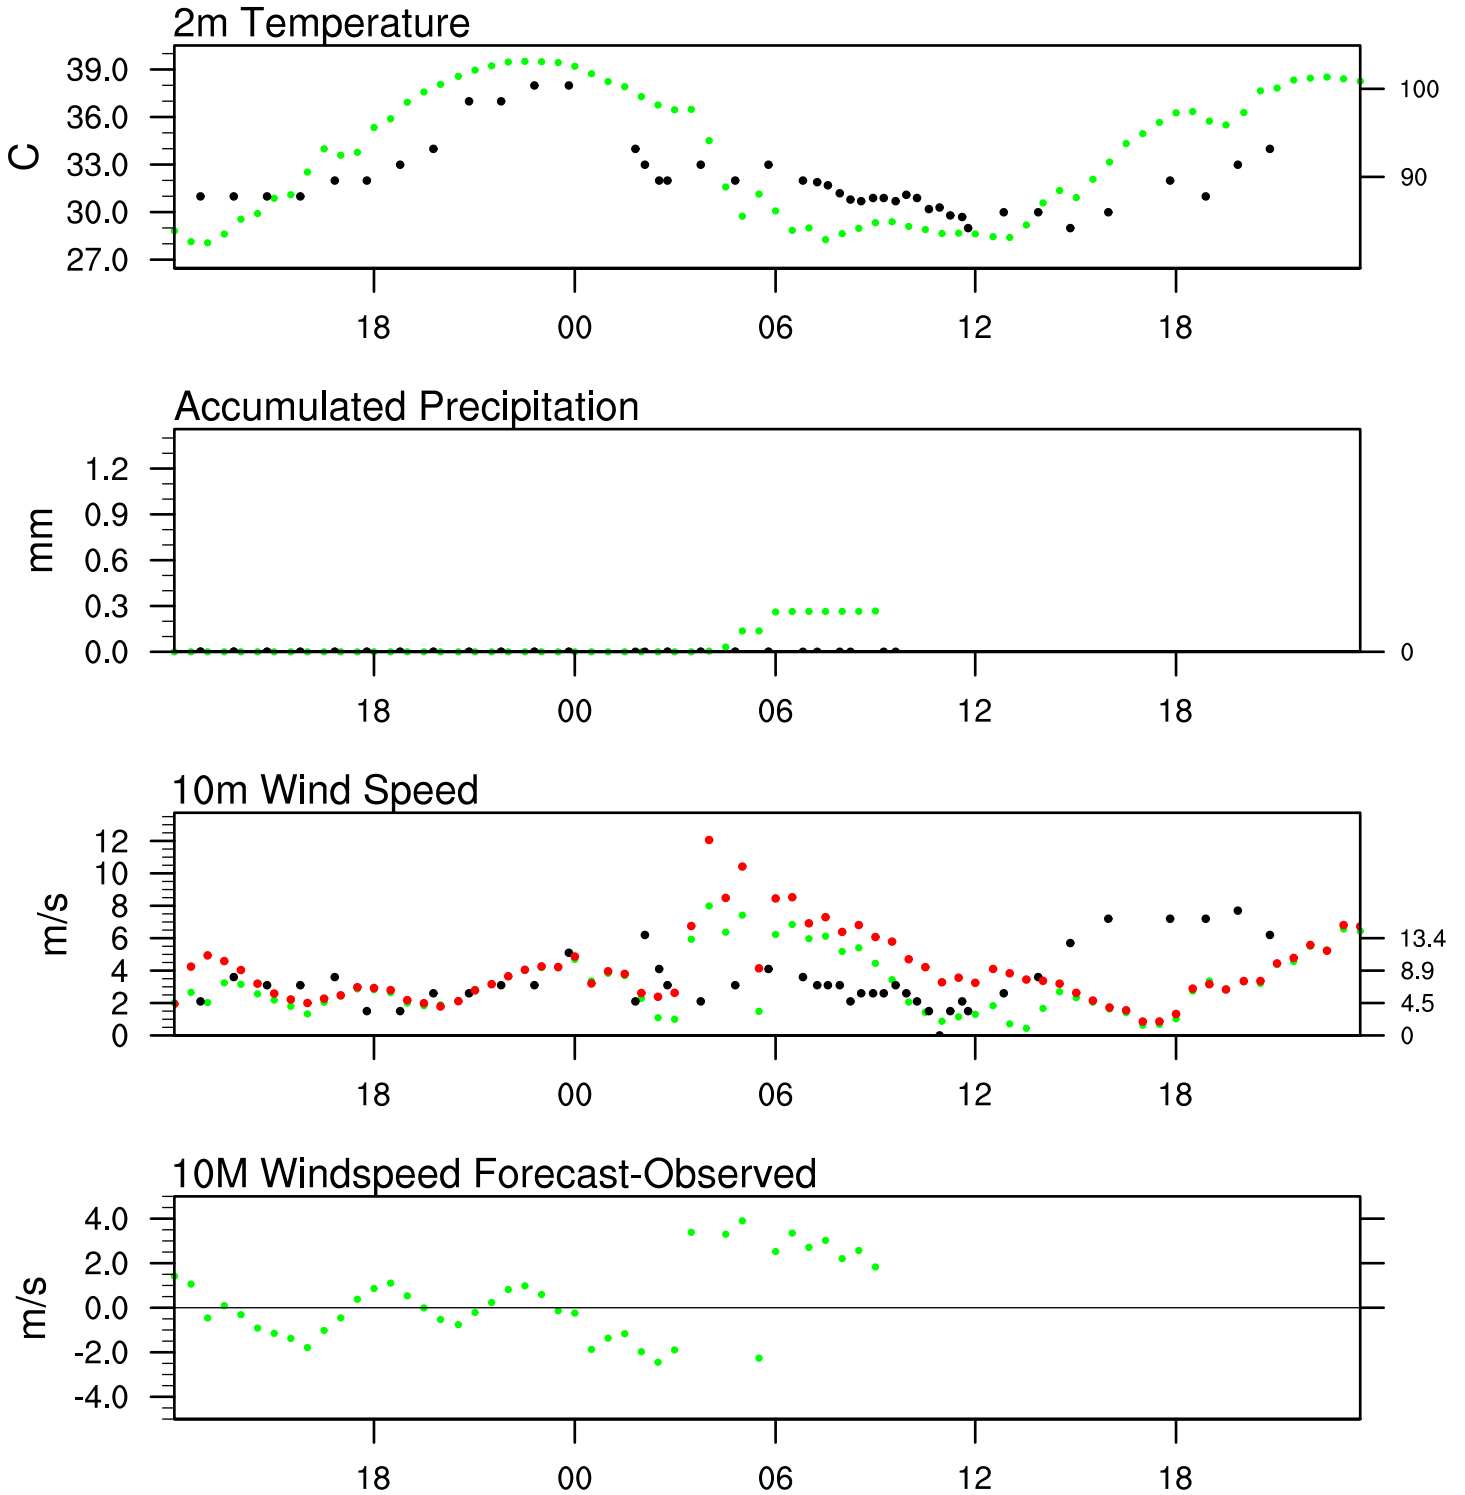 2m Temperature
39.0
36.0
33.0
30.0
27.0
C
100
90
18 00 06 12 18
Accumulated Precipitation
1.2
0.9
0.6
0.3
0.0
mm
0
18 00 06 12 18
10m Wind Speed
12
10
8
6
4
2
0
m/s
13.4
8.9
4.5
0
18 00 06 12 18
10M Windspeed Forecast-Observed
4.0
2.0
0.0
-2.0
-4.0
m/s
18 00 06 12 18